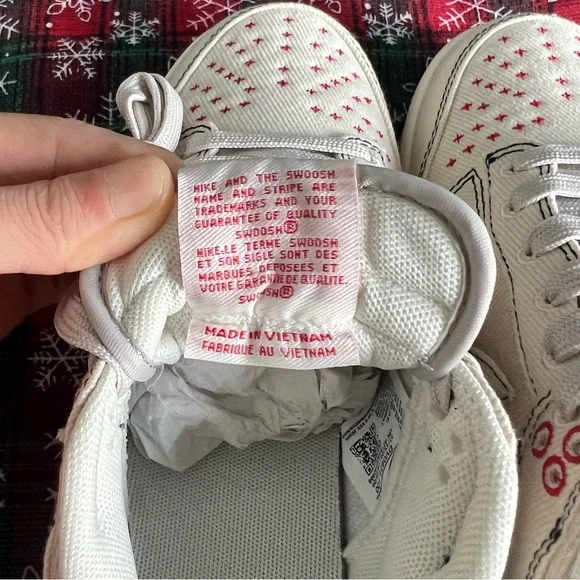 NIKE AND THE SWOOSH
NAME AND STRIPE ARE
TRADEMARKS AND YOUR
GUARANTEE OF QUALITY
SWOOSH®
NIKE:LE TERME SWOOSH
ET SON SIGLE SONT DES
MARQUES DEPOSEES ET
VOTRE GARANTIE DE QUALITE.
SWOOSH®
MADE IN VIETNAM
FABRIQUE AU VIETNAM